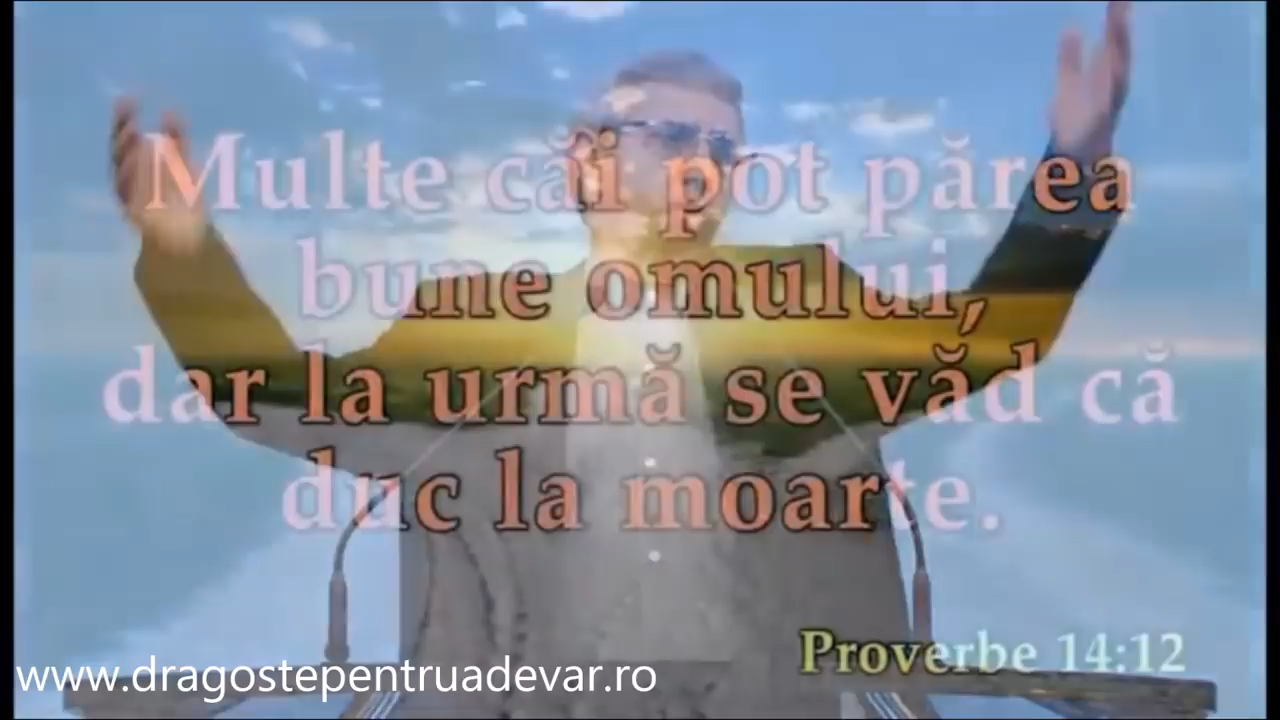 Multe căi pot părea
bune omului,
dar la urmă se văd că
duc la moarte.
Proverbe 14:12
www.dragostepentruadevar.ro